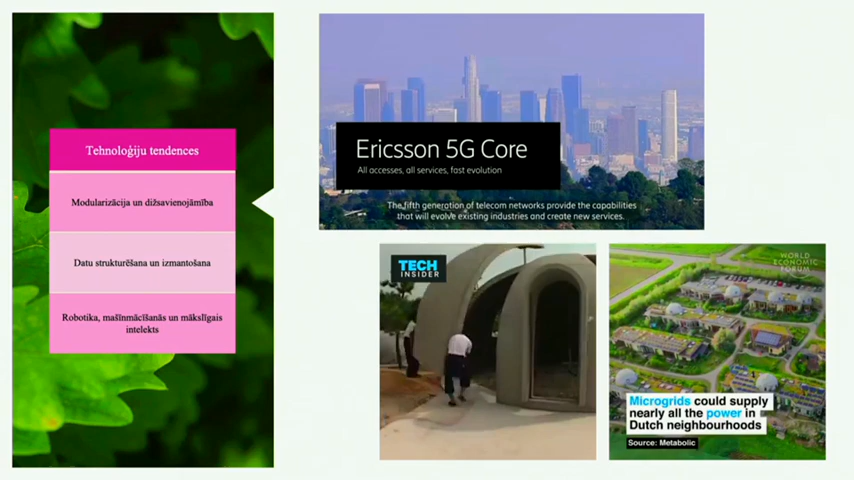 Tehnoloģiju tendences
Modularizācija un dižsavienojāmība
Datu strukturēšana un izmantošana
Robotika, mašīnmācīšanās un mākslīgais
intelekts
Ericsson 5G Core
All accesses, all services, fast evolution
The fifth generation of telecom networks provide the capabilities
that will evolve existing industries and create new services.
TECH
INSIDER
WORLD
ECONOMIC
FORUM
Microgrids could supply
nearly all the power in
Dutch neighbourhoods
Source: Metabolic